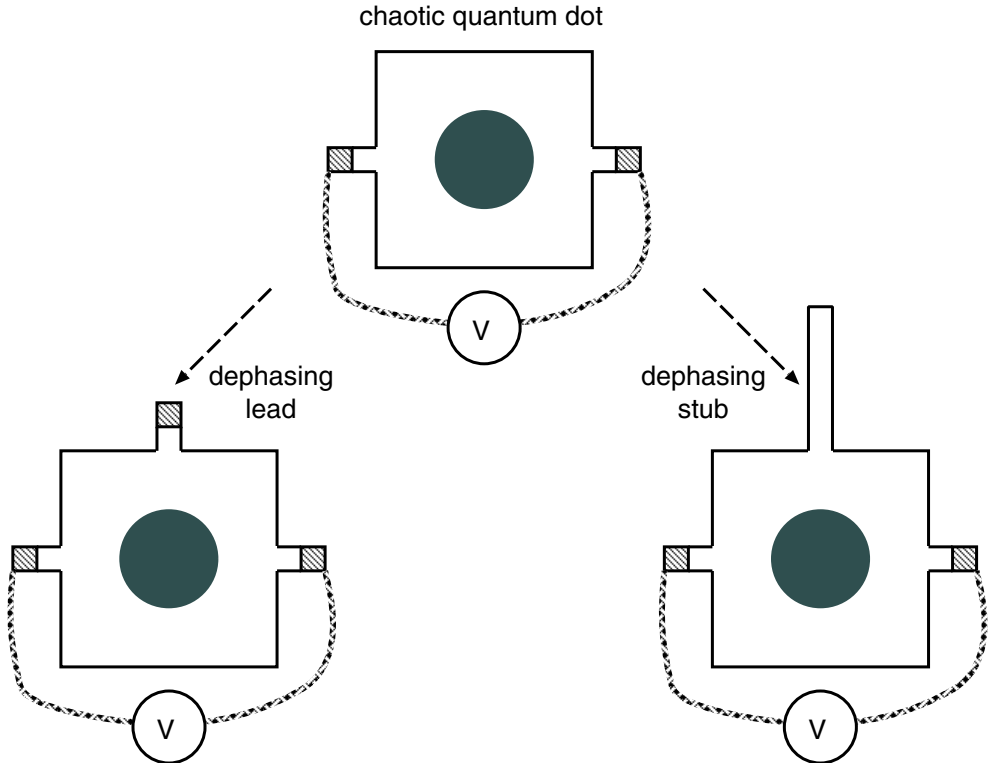 chaotic quantum dot
V
dephasing
lead
dephasing
stub
V
V